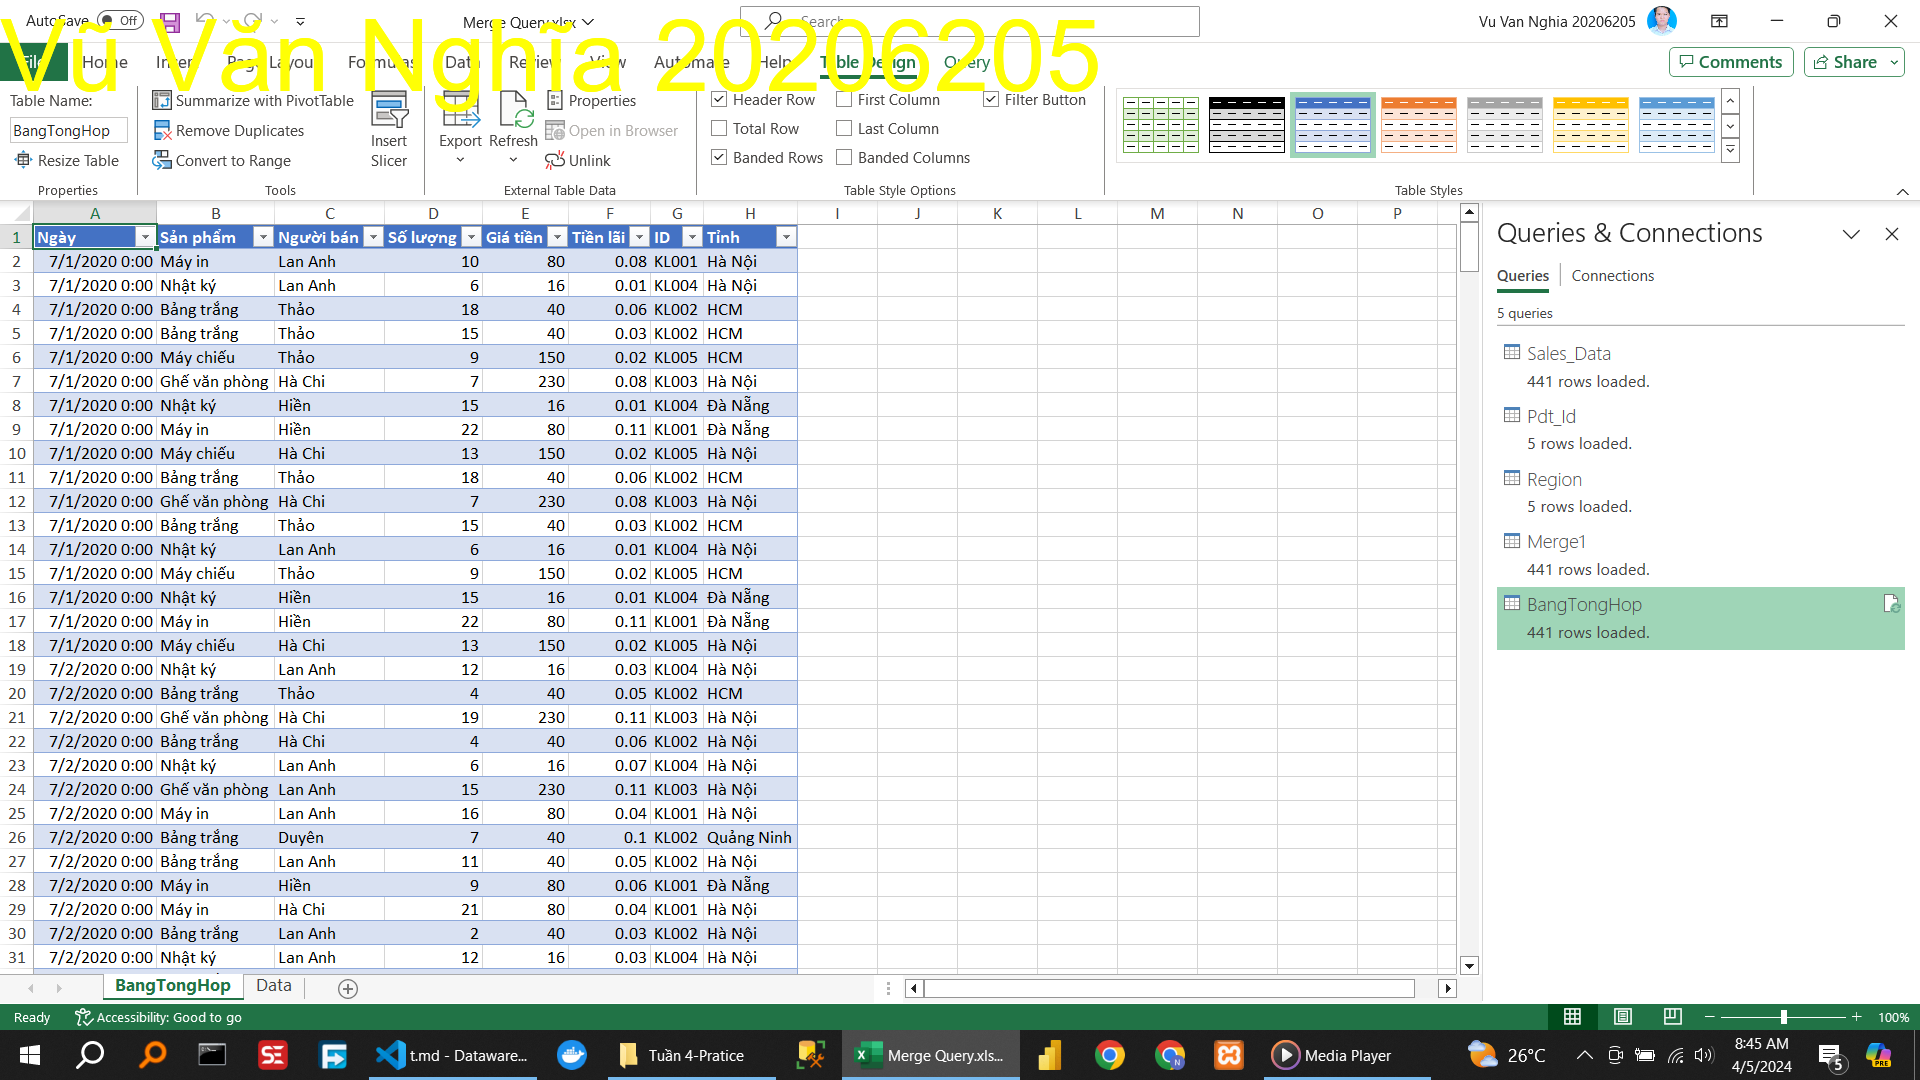 AutoSave Off Merge Query.xlsx Search Vu Van Nghia 20206205
Vũ Văn Nghĩa 20206205
File Home Insert Page Layout Formulas Data Review View Automate Help Table Design Query Comments Share
Table Name:
BangTongHop
Resize Table
Properties
Summarize with PivotTable
Remove Duplicates
Convert to Range
Tools
Insert Slicer
Export
Refresh
Properties
Open in Browser
Unlink
External Table Data
Header Row First Column Filter Button
Total Row Last Column
Banded Rows Banded Columns
Table Style Options
Table Styles
A B C D E F G H I J K L M N O P
1 Ngày Sản phẩm Người bán Số lượng Giá tiền Tiền lãi ID Tỉnh
2 7/1/2020 0:00 Máy in Lan Anh 10 80 0.08 KL001 Hà Nội
3 7/1/2020 0:00 Nhật ký Lan Anh 6 16 0.01 KL004 Hà Nội
4 7/1/2020 0:00 Bảng trắng Thảo 18 40 0.06 KL002 HCM
5 7/1/2020 0:00 Bảng trắng Thảo 15 40 0.03 KL002 HCM
6 7/1/2020 0:00 Máy chiếu Thảo 9 150 0.02 KL005 HCM
7 7/1/2020 0:00 Ghế văn phòng Hà Chi 7 230 0.08 KL003 Hà Nội
8 7/1/2020 0:00 Nhật ký Hiền 15 16 0.01 KL004 Đà Nẵng
9 7/1/2020 0:00 Máy in Hiền 22 80 0.11 KL001 Đà Nẵng
10 7/1/2020 0:00 Máy chiếu Hà Chi 13 150 0.02 KL005 Hà Nội
11 7/1/2020 0:00 Bảng trắng Thảo 18 40 0.06 KL002 HCM
12 7/1/2020 0:00 Ghế văn phòng Hà Chi 7 230 0.08 KL003 Hà Nội
13 7/1/2020 0:00 Bảng trắng Thảo 15 40 0.03 KL002 HCM
14 7/1/2020 0:00 Nhật ký Lan Anh 6 16 0.01 KL004 Hà Nội
15 7/1/2020 0:00 Máy chiếu Thảo 9 150 0.02 KL005 HCM
16 7/1/2020 0:00 Nhật ký Hiền 15 16 0.01 KL004 Đà Nẵng
17 7/1/2020 0:00 Máy in Hiền 22 80 0.11 KL001 Đà Nẵng
18 7/1/2020 0:00 Máy chiếu Hà Chi 13 150 0.02 KL005 Hà Nội
19 7/2/2020 0:00 Nhật ký Lan Anh 12 16 0.03 KL004 Hà Nội
20 7/2/2020 0:00 Bảng trắng Thảo 4 40 0.05 KL002 HCM
21 7/2/2020 0:00 Ghế văn phòng Hà Chi 19 230 0.11 KL003 Hà Nội
22 7/2/2020 0:00 Bảng trắng Hà Chi 4 40 0.06 KL002 Hà Nội
23 7/2/2020 0:00 Nhật ký Lan Anh 6 16 0.07 KL004 Hà Nội
24 7/2/2020 0:00 Ghế văn phòng Lan Anh 15 230 0.11 KL003 Hà Nội
25 7/2/2020 0:00 Máy in Lan Anh 16 80 0.04 KL001 Hà Nội
26 7/2/2020 0:00 Bảng trắng Duyên 7 40 0.1 KL002 Quảng Ninh
27 7/2/2020 0:00 Bảng trắng Lan Anh 11 40 0.05 KL002 Hà Nội
28 7/2/2020 0:00 Máy in Hiền 9 80 0.06 KL001 Đà Nẵng
29 7/2/2020 0:00 Máy in Hà Chi 21 80 0.04 KL001 Hà Nội
30 7/2/2020 0:00 Bảng trắng Lan Anh 2 40 0.03 KL002 Hà Nội
31 7/2/2020 0:00 Nhật ký Lan Anh 12 16 0.03 KL004 Hà Nội
Queries & Connections
Queries Connections
5 queries
Sales_Data
441 rows loaded.
Pdt_Id
5 rows loaded.
Region
5 rows loaded.
Merge1
441 rows loaded.
BangTongHop
441 rows loaded.
BangTongHop Data
Ready Accessibility: Good to go 100%
t.md - Dataware... Tuần 4-Pratice Merge Query.xls... Media Player 26°C 8:45 AM
4/5/2024 5 PRE